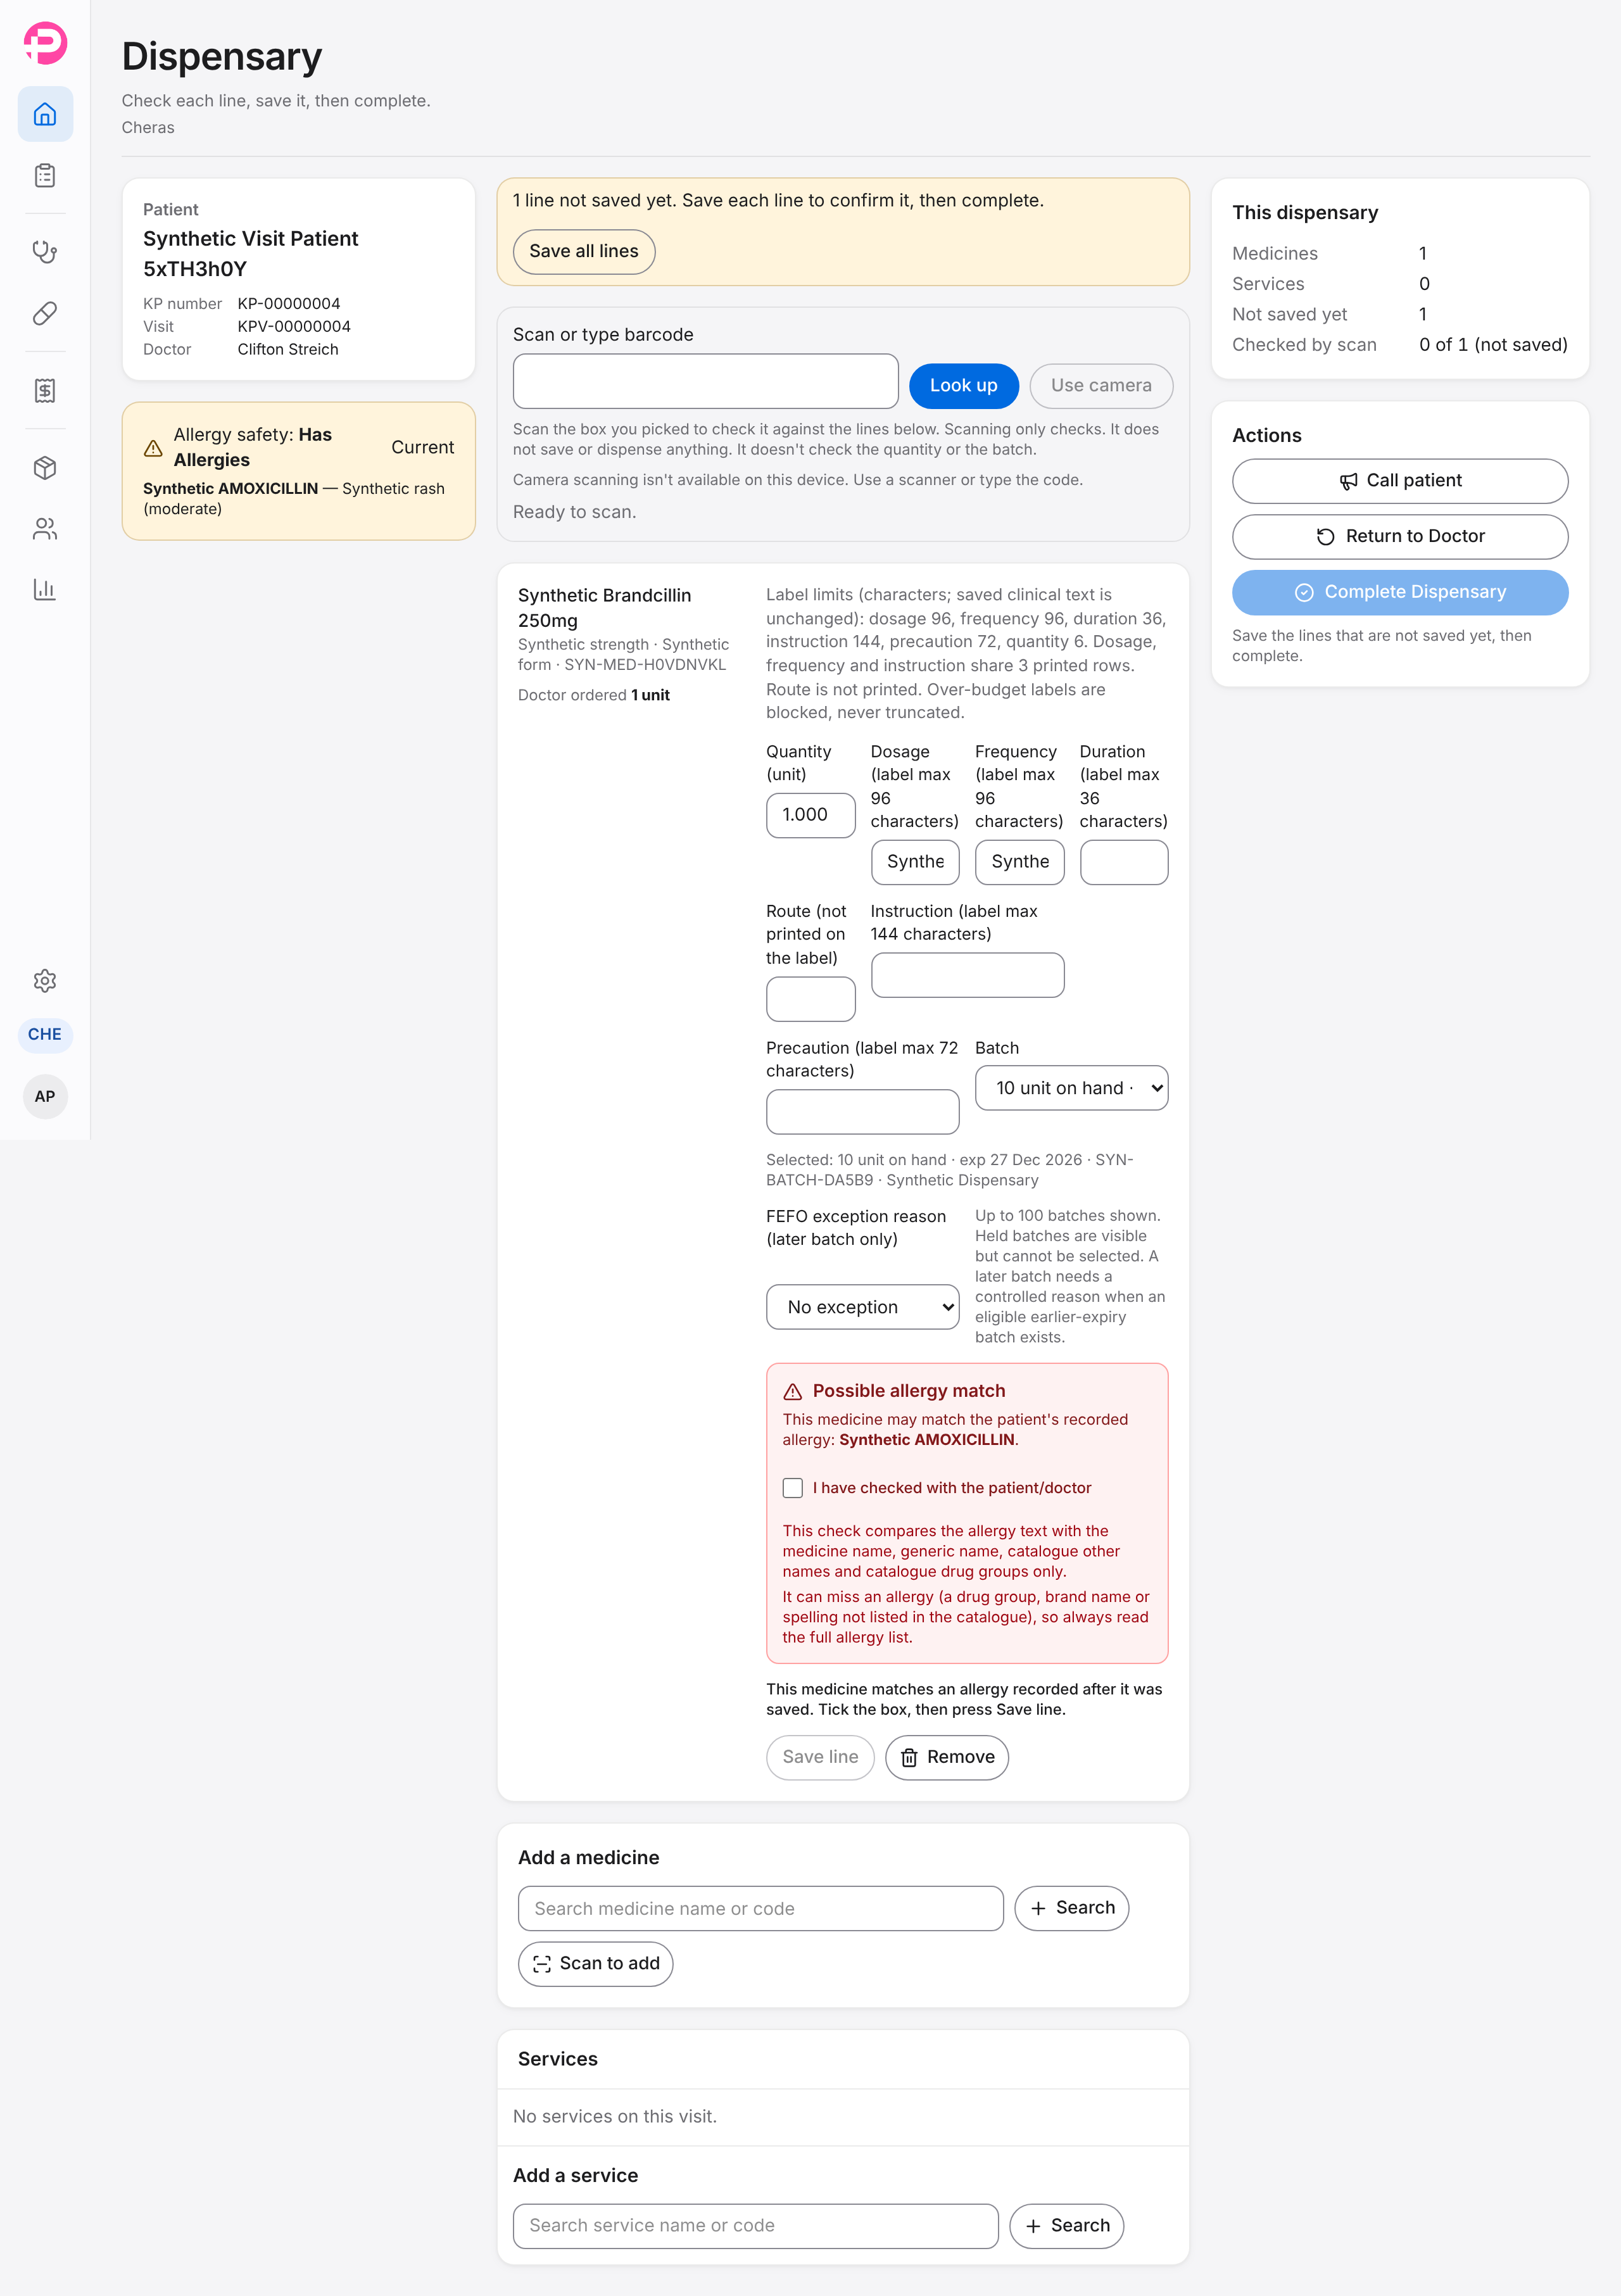 Dispensary
Check each line, save it, then complete.
Cheras
Patient
Synthetic Visit Patient
5xTH3h0Y
KP number KP-00000004
Visit KPV-00000004
Doctor Clifton Streich
Allergy safety: Has
Allergies
Current
Synthetic AMOXICILLIN — Synthetic rash
(moderate)
1 line not saved yet. Save each line to confirm it, then complete.
Save all lines
Scan or type barcode
Look up
Use camera
Scan the box you picked to check it against the lines below. Scanning only checks. It does
not save or dispense anything. It doesn't check the quantity or the batch.
Camera scanning isn't available on this device. Use a scanner or type the code.
Ready to scan.
Synthetic Brandcillin
250mg
Synthetic strength · Synthetic
form · SYN-MED-H0VDNVKL
Doctor ordered 1 unit
Label limits (characters; saved clinical text is
unchanged): dosage 96, frequency 96, duration 36,
instruction 144, precaution 72, quantity 6. Dosage,
frequency and instruction share 3 printed rows.
Route is not printed. Over-budget labels are
blocked, never truncated.
Quantity
(unit)
1.000
Dosage
(label max
96
characters)
Synthe
Frequency
(label max
96
characters)
Synthe
Duration
(label max
36
characters)
Route (not
printed on
the label)
Instruction (label max
144 characters)
Precaution (label max 72
characters)
Batch
10 unit on hand ·
Selected: 10 unit on hand · exp 27 Dec 2026 · SYN-
BATCH-DA5B9 · Synthetic Dispensary
FEFO exception reason
(later batch only)
No exception
Up to 100 batches shown.
Held batches are visible
but cannot be selected. A
later batch needs a
controlled reason when an
eligible earlier-expiry
batch exists.
Possible allergy match
This medicine may match the patient's recorded
allergy: Synthetic AMOXICILLIN.
I have checked with the patient/doctor
This check compares the allergy text with the
medicine name, generic name, catalogue other
names and catalogue drug groups only.
It can miss an allergy (a drug group, brand name or
spelling not listed in the catalogue), so always read
the full allergy list.
This medicine matches an allergy recorded after it was
saved. Tick the box, then press Save line.
Save line
Remove
Add a medicine
Search medicine name or code
Search
Scan to add
Services
No services on this visit.
Add a service
Search service name or code
Search
This dispensary
Medicines 1
Services 0
Not saved yet 1
Checked by scan 0 of 1 (not saved)
Actions
Call patient
Return to Doctor
Complete Dispensary
Save the lines that are not saved yet, then
complete.
CHE
AP